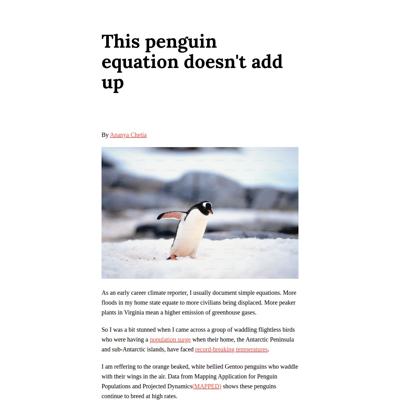 This penguin
equation doesn't add
up
By Ananya Chetia
As an early career climate reporter, I usually document simple equations. More
floods in my home state equate to more civilians being displaced. More peaker
plants in Virginia mean a higher emission of greenhouse gases.
So I was a bit stunned when I came across a group of waddling flightless birds
who were having a population surge when their home, the Antarctic Peninsula
and sub-Antarctic islands, have faced record-breaking temperatures.
I am reffering to the orange beaked, white bellied Gentoo penguins who waddle
with their wings in the air. Data from Mapping Application for Penguin
Populations and Projected Dynamics(MAPPED) shows these penguins
continue to breed at high rates.